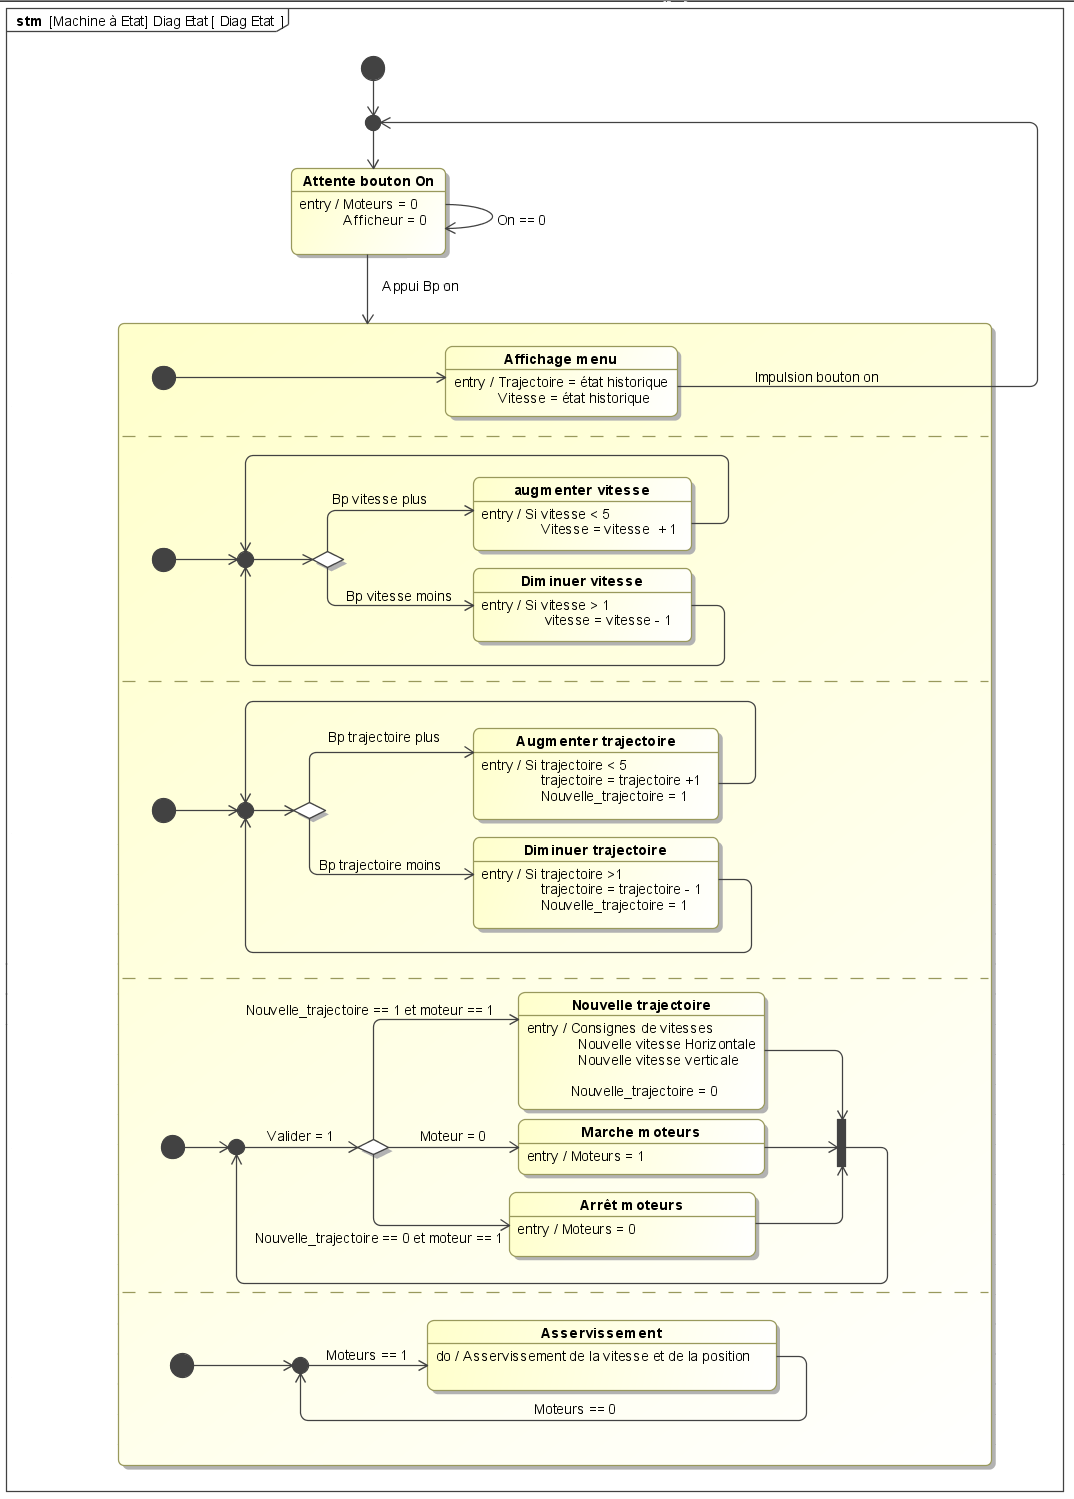 stm [Machine à Etat] Diag Etat [ Diag Etat ]
Attente bouton On
entry / Moteurs = 0
Afficheur = 0
On == 0
Appui Bp on
Affichage menu
entry / Trajectoire = état historique
Vitesse = état historique
Impulsion bouton on
Bp vitesse plus
augmenter vitesse
entry / Si vitesse < 5
Vitesse = vitesse + 1
Bp vitesse moins
Diminuer vitesse
entry / Si vitesse > 1
vitesse = vitesse - 1
Bp trajectoire plus
Augmenter trajectoire
entry / Si trajectoire < 5
trajectoire = trajectoire +1
Nouvelle_trajectoire = 1
Bp trajectoire moins
Diminuer trajectoire
entry / Si trajectoire >1
trajectoire = trajectoire - 1
Nouvelle_trajectoire = 1
Nouvelle_trajectoire == 1 et moteur == 1
Nouvelle trajectoire
entry / Consignes de vitesses
Nouvelle vitesse Horizontale
Nouvelle vitesse verticale
Nouvelle_trajectoire = 0
Valider = 1
Moteur = 0
Marche moteurs
entry / Moteurs = 1
Nouvelle_trajectoire == 0 et moteur == 1
Arrêt moteurs
entry / Moteurs = 0
Moteurs == 1
Asservissement
do / Asservissement de la vitesse et de la position
Moteurs == 0